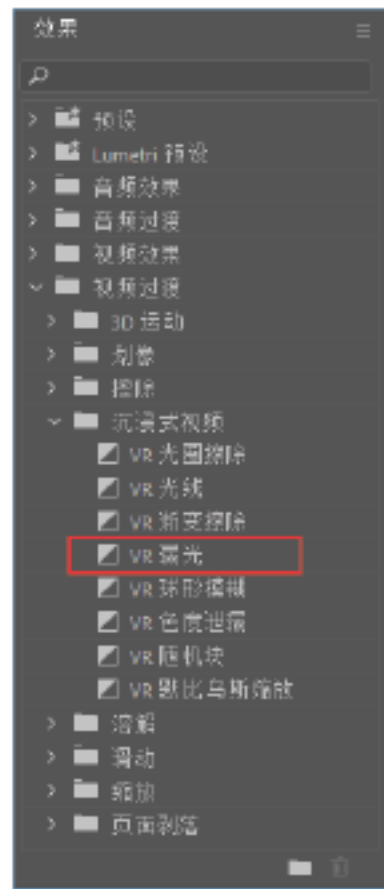 效果
预设
Lumetri 预设
音频效果
音频过渡
视频效果
视频过渡
3D 运动
划像
擦除
沉浸式视频
VR 光圈擦除
VR 光线
VR 渐变擦除
VR 漏光
VR 球形模糊
VR 色度泄漏
VR 随机块
VR 默比乌斯缩放
溶解
滑动
缩放
页面剥落